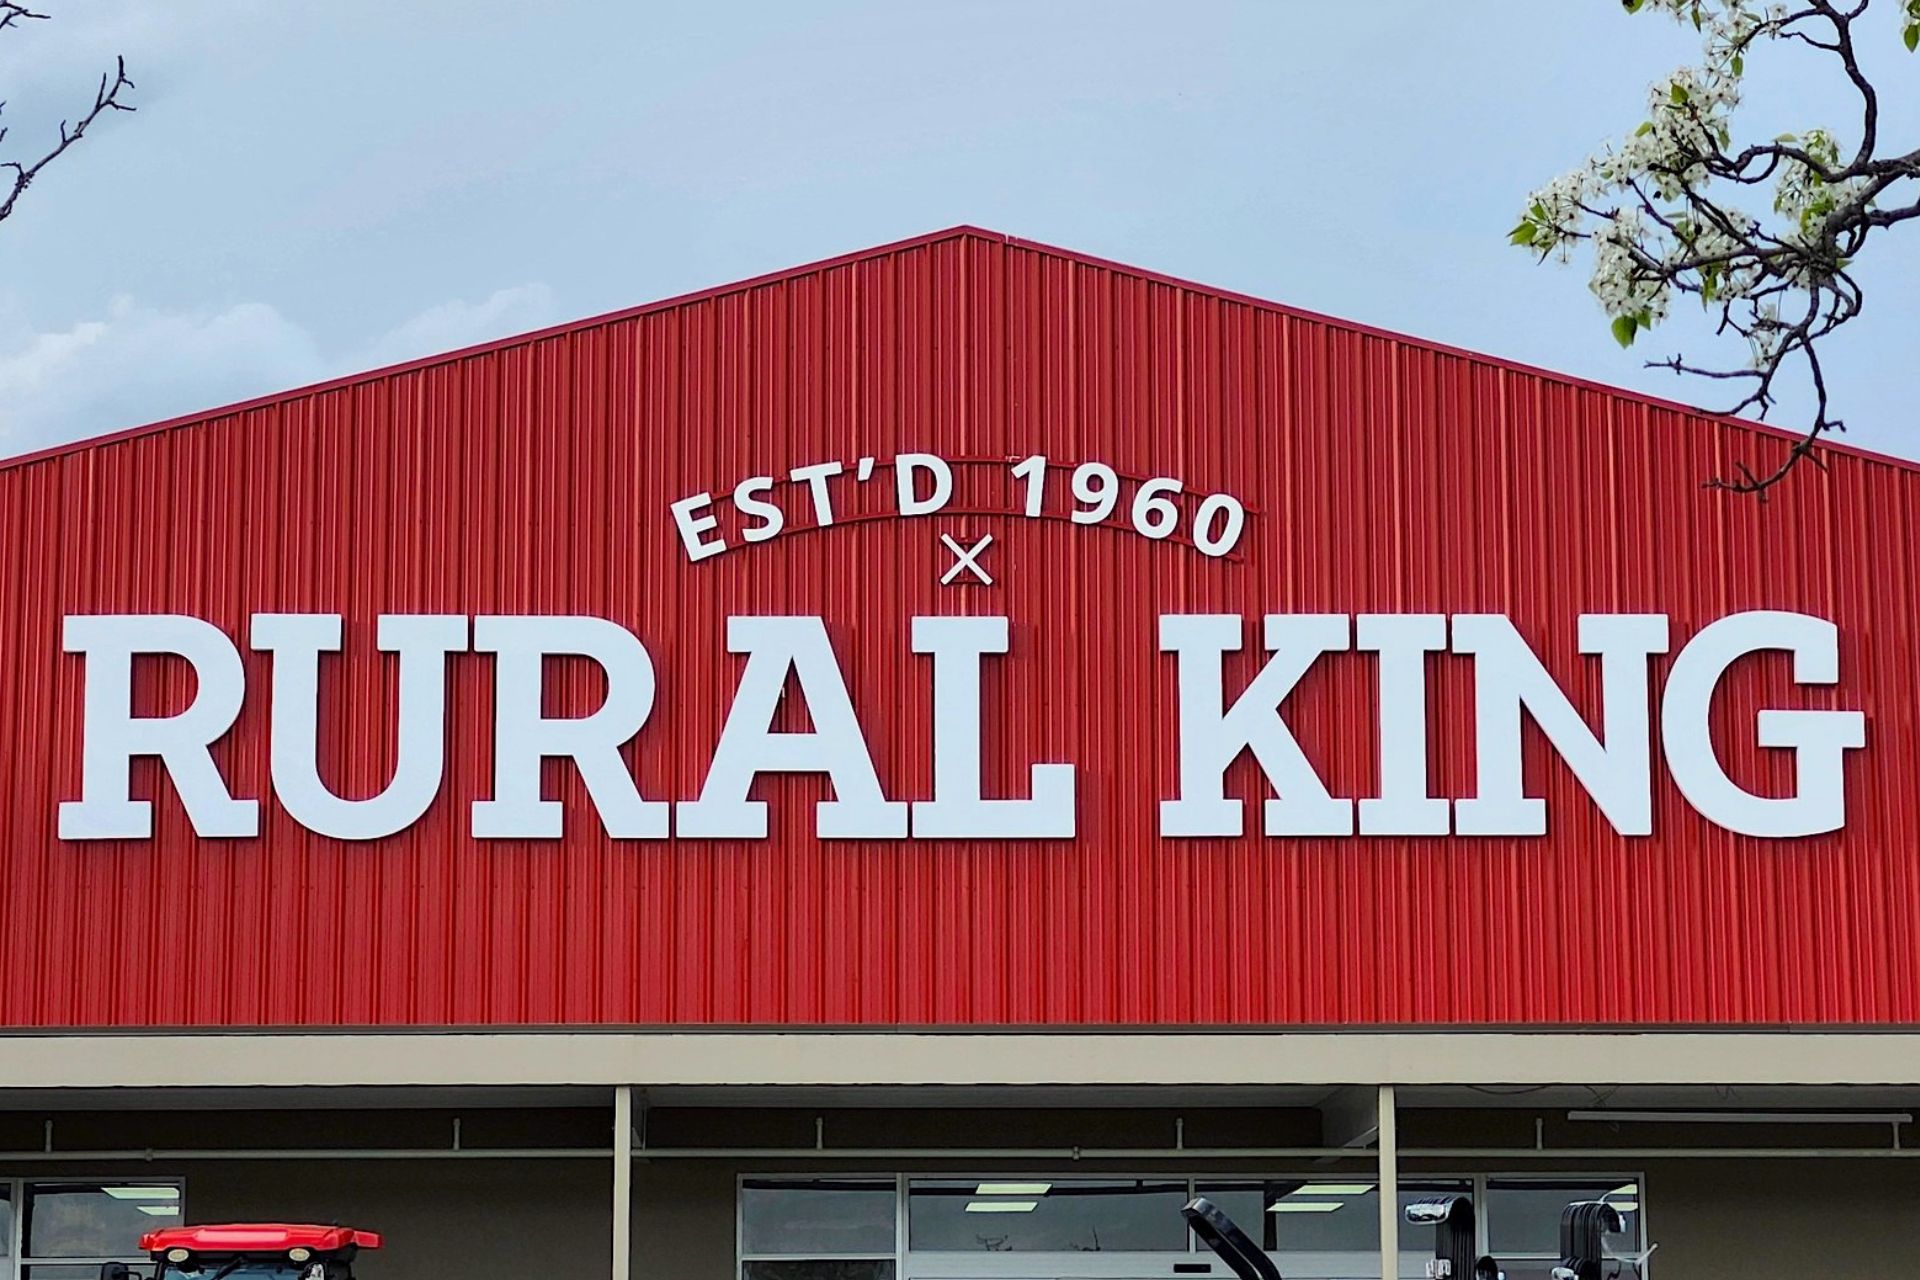 EST'D 1960
×
RURAL KING